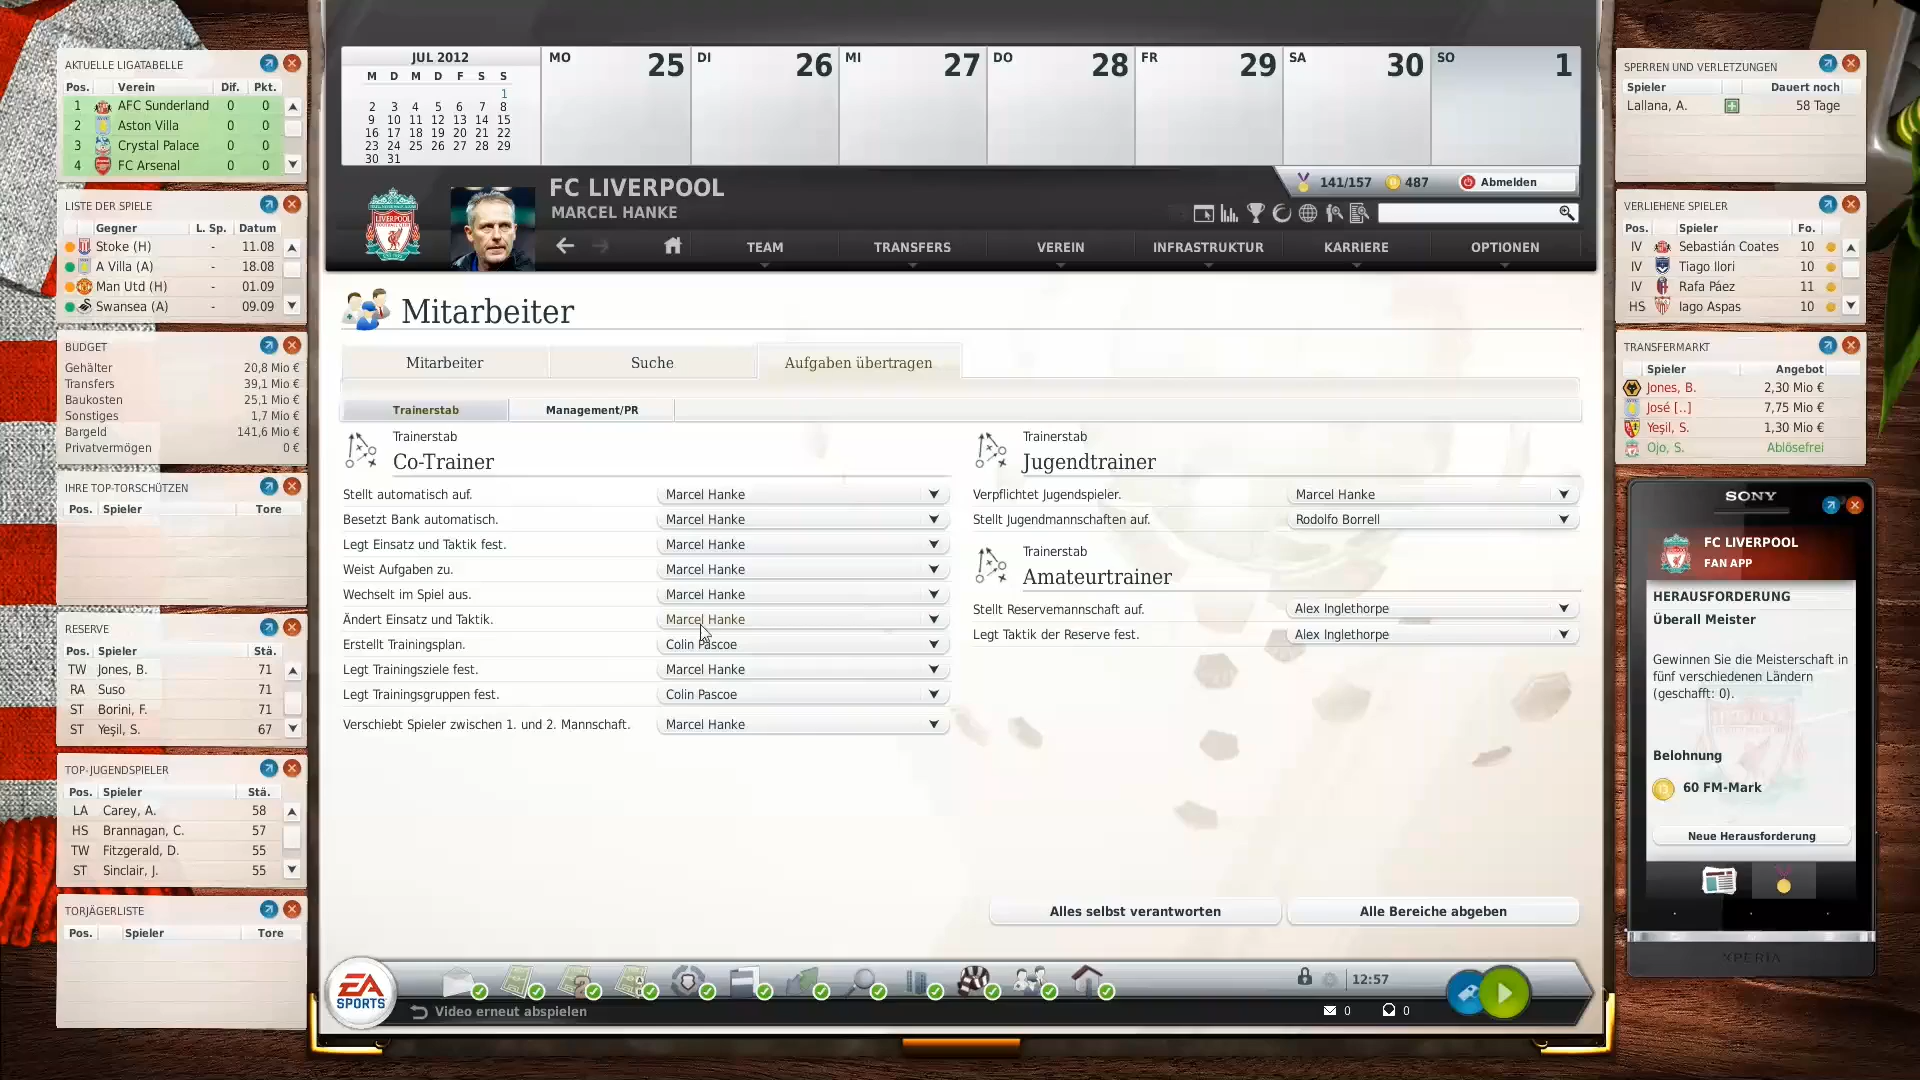 AKTUELLE LIGATABELLE
Pos. Verein Dif. Pkt.
1 AFC Sunderland 0 0
2 Aston Villa 0 0
3 Crystal Palace 0 0
4 FC Arsenal 0 0
LISTE DER SPIELE
Gegner L. Sp. Datum
Stoke (H) - 11.08
A Villa (A) - 18.08
Man Utd (H) - 01.09
Swansea (A) - 09.09
BUDGET
Gehälter 20,8 Mio €
Transfers 39,1 Mio €
Baukosten 25,1 Mio €
Sonstiges 1,7 Mio €
Bargeld 141,6 Mio €
Privatvermögen 0 €
IHRE TOP-TORSCHÜTZEN
Pos. Spieler Tore
RESERVE
Pos. Spieler Stä.
TW Jones, B. 71
RA Suso 71
ST Borini, F. 71
ST Yeşil, S. 67
TOP-JUGENDSPIELER
Pos. Spieler Stä.
LA Carey, A. 58
HS Brannagan, C. 57
TW Fitzgerald, D. 55
ST Sinclair, J. 55
TORJÄGERLISTE
Pos. Spieler Tore
JUL 2012
M D M D F S S
1
2 3 4 5 6 7 8
9 10 11 12 13 14 15
16 17 18 19 20 21 22
23 24 25 26 27 28 29
30 31
MO 25 DI 26 MI 27 DO 28 FR 29 SA 30 SO 1
FC LIVERPOOL
MARCEL HANKE
141/157 487 Abmelden
TEAM TRANSFERS VEREIN INFRASTRUKTUR KARRIERE OPTIONEN
Mitarbeiter
Mitarbeiter Suche Aufgaben übertragen
Trainerstab Management/PR
Trainerstab
Co-Trainer
Stellt automatisch auf. Marcel Hanke
Besetzt Bank automatisch. Marcel Hanke
Legt Einsatz und Taktik fest. Marcel Hanke
Weist Aufgaben zu. Marcel Hanke
Wechselt im Spiel aus. Marcel Hanke
Ändert Einsatz und Taktik. Marcel Hanke
Erstellt Trainingsplan. Colin Pascoe
Legt Trainingsziele fest. Marcel Hanke
Legt Trainingsgruppen fest. Colin Pascoe
Verschiebt Spieler zwischen 1. und 2. Mannschaft. Marcel Hanke
Trainerstab
Jugendtrainer
Verpflichtet Jugendspieler. Marcel Hanke
Stellt Jugendmannschaften auf. Rodolfo Borrell
Trainerstab
Amateurtrainer
Stellt Reservemannschaft auf. Alex Inglethorpe
Legt Taktik der Reserve fest. Alex Inglethorpe
Alles selbst verantworten Alle Bereiche abgeben
EA SPORTS
12:57
Video erneut abspielen
0 0
SPERREN UND VERLETZUNGEN
Spieler Dauert noch
Lallana, A. 58 Tage
VERLIEHENE SPIELER
Pos. Spieler Fo.
IV Sebastián Coates 10
IV Tiago Ilori 10
IV Rafa Páez 11
HS Iago Aspas 10
TRANSFERMARKT
Spieler Angebot
Jones, B. 2,30 Mio €
José [..] 7,75 Mio €
Yeşil, S. 1,30 Mio €
Ojo, S. Ablösefrei
SONY
FC LIVERPOOL
FAN APP
HERAUSFORDERUNG
Überall Meister
Gewinnen Sie die Meisterschaft in
fünf verschiedenen Ländern
(geschafft: 0).
Belohnung
60 FM-Mark
Neue Herausforderung
XPERIA